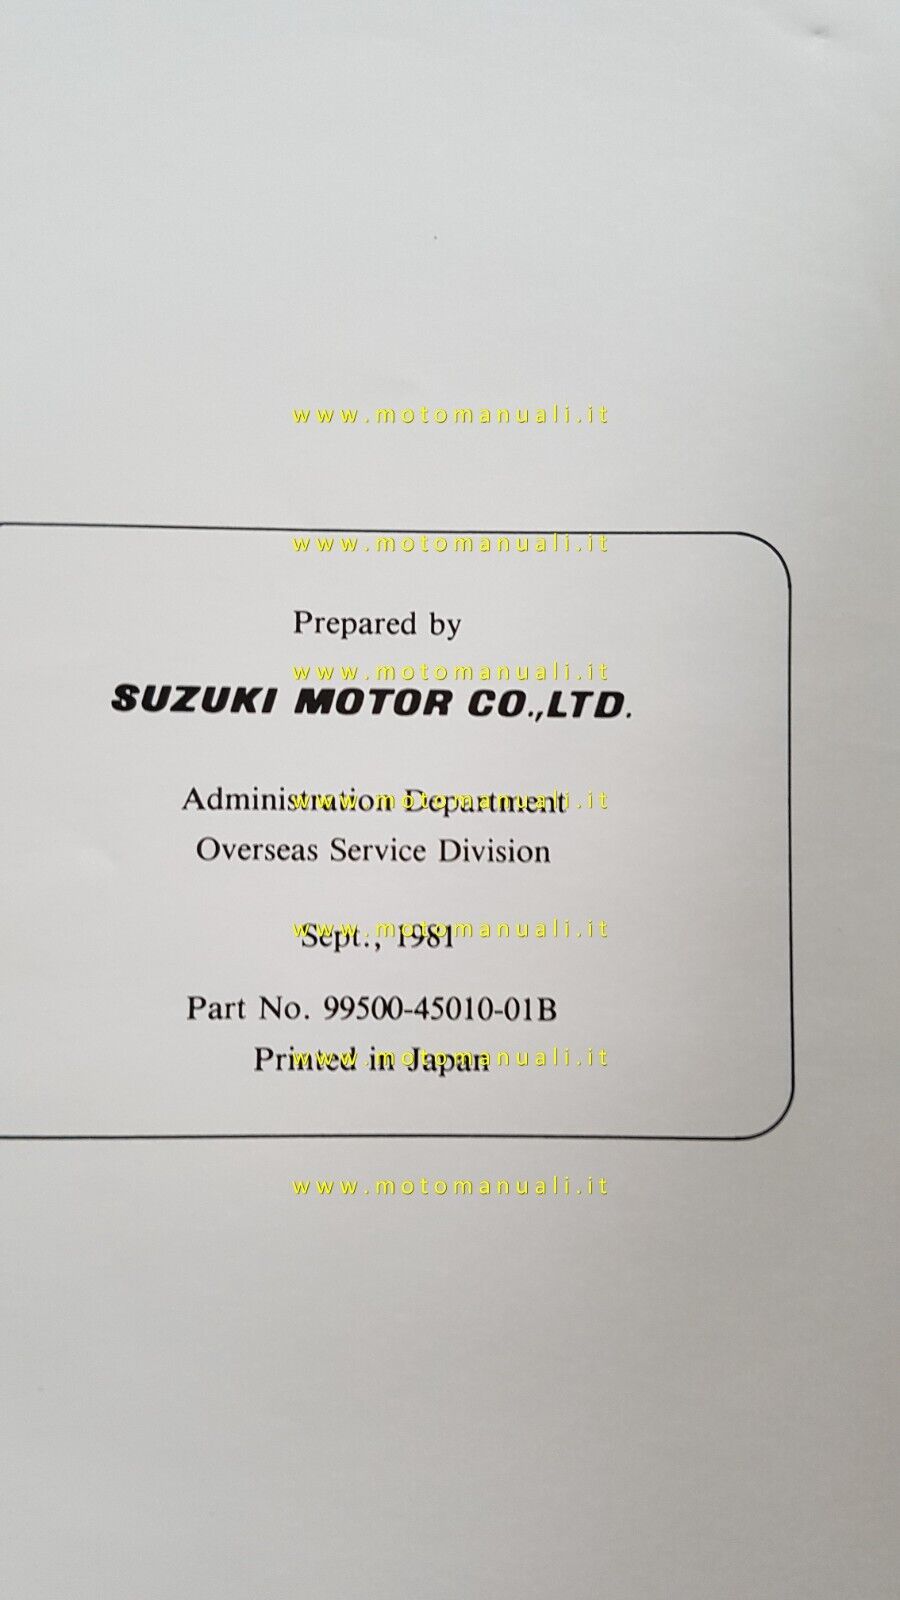 www.motomanuali.it
www.motomanuali.it
Prepared by
www.motomanuali.it
SUZUKI MOTOR CO.,LTD.
Administration Department
www.motomanuali.it
Overseas Service Division
www.motomanuali.it
Sept., 1981
Part No. 99500-45010-01B
Printed in Japan
www.motomanuali.it
www.motomanuali.it